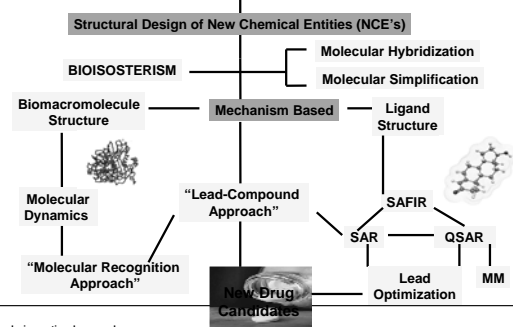 Structural Design of New Chemical Entities (NCE's)
Molecular Hybridization
BIOISOSTERISM
Molecular Simplification
Biomacromolecule
Structure
Mechanism Based
Ligand
Structure
Molecular
Dynamics
"Lead-Compound
Approach"
SAFIR
SAR
QSAR
"Molecular Recognition
Approach"
New Drug
Candidates
Lead
Optimization
MM